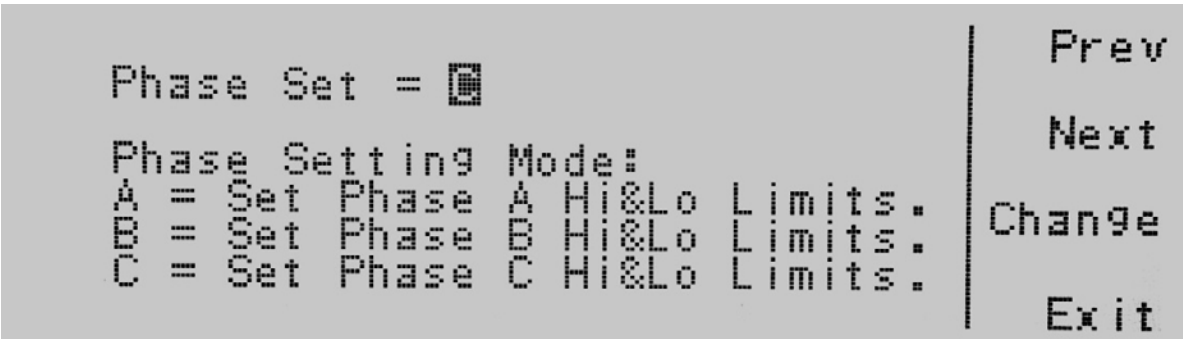 Phase Set = C
Phase Setting Mode:
A = Set Phase A Hi&Lo Limits.
B = Set Phase B Hi&Lo Limits.
C = Set Phase C Hi&Lo Limits.
Prev
Next
Change
Exit